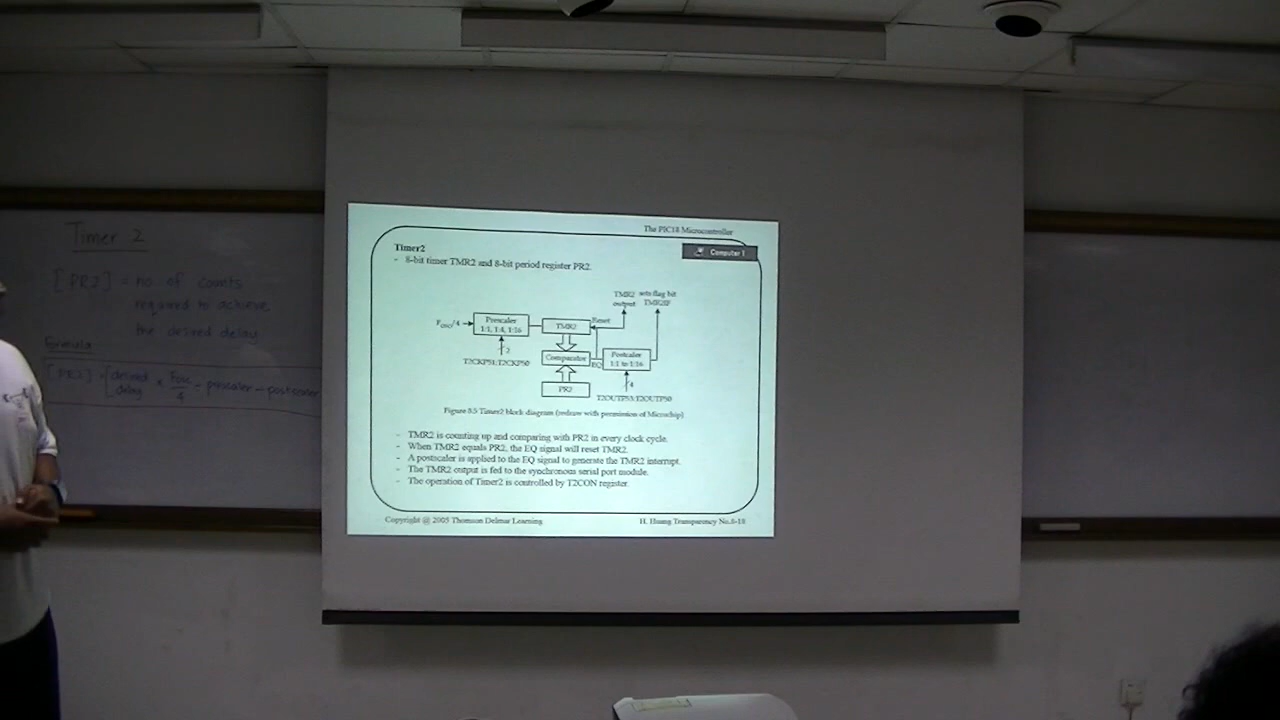 Timer 2
[PR2] = no. of counts
required to achieve
the desired delay
Formula
desired
delay
Fosc
4
prescaler
The PIC18 Microcontroller
Computer 1
Timer2
- 8-bit timer TMR2 and 8-bit period register PR2.
TMR2 sets flag bit
output TMR2IF
Reset
FOSC/4
Prescaler
1:1, 1:4, 1:16
TMR2
2
T2CKPS1:T2CKPS0
Comparator
EQ
Postscaler
1:1 to 1:16
PR2
4
T2OUTPS3:T2OUTPS0
Figure 8.5 Timer2 block diagram (redraw with permission of Microchip)
- TMR2 is counting up and comparing with PR2 in every clock cycle.
- When TMR2 equals PR2, the EQ signal will reset TMR2.
- A postscaler is applied to the EQ signal to generate the TMR2 interrupt.
- The TMR2 output is fed to the synchronous serial port module.
- The operation of Timer2 is controlled by T2CON register.
Copyright @ 2005 Thomson Delmar Learning
H. Huang Transparency No.8-18